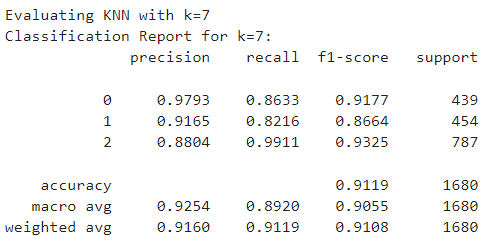 Evaluating KNN with k=7
Classification Report for k=7:
precision recall f1-score support
0 0.9793 0.8633 0.9177 439
1 0.9165 0.8216 0.8664 454
2 0.8804 0.9911 0.9325 787
accuracy 0.9119 1680
macro avg 0.9254 0.8920 0.9055 1680
weighted avg 0.9160 0.9119 0.9108 1680